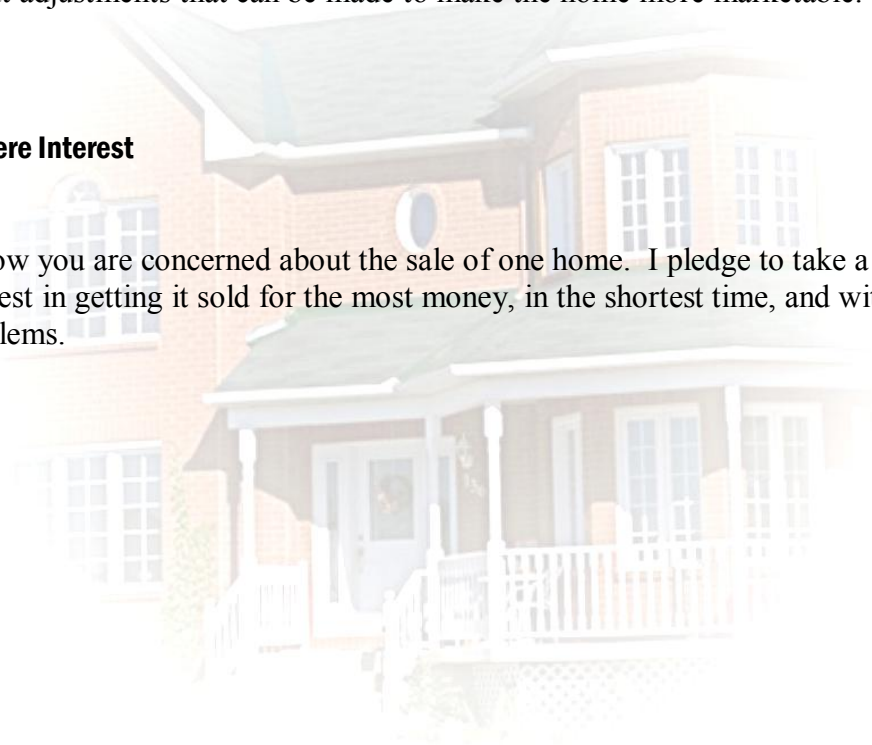 adjustments that can be made to make the home more marketable.
ere Interest
ow you are concerned about the sale of one home.  I pledge to take a
est in getting it sold for the most money, in the shortest time, and wi
lems.